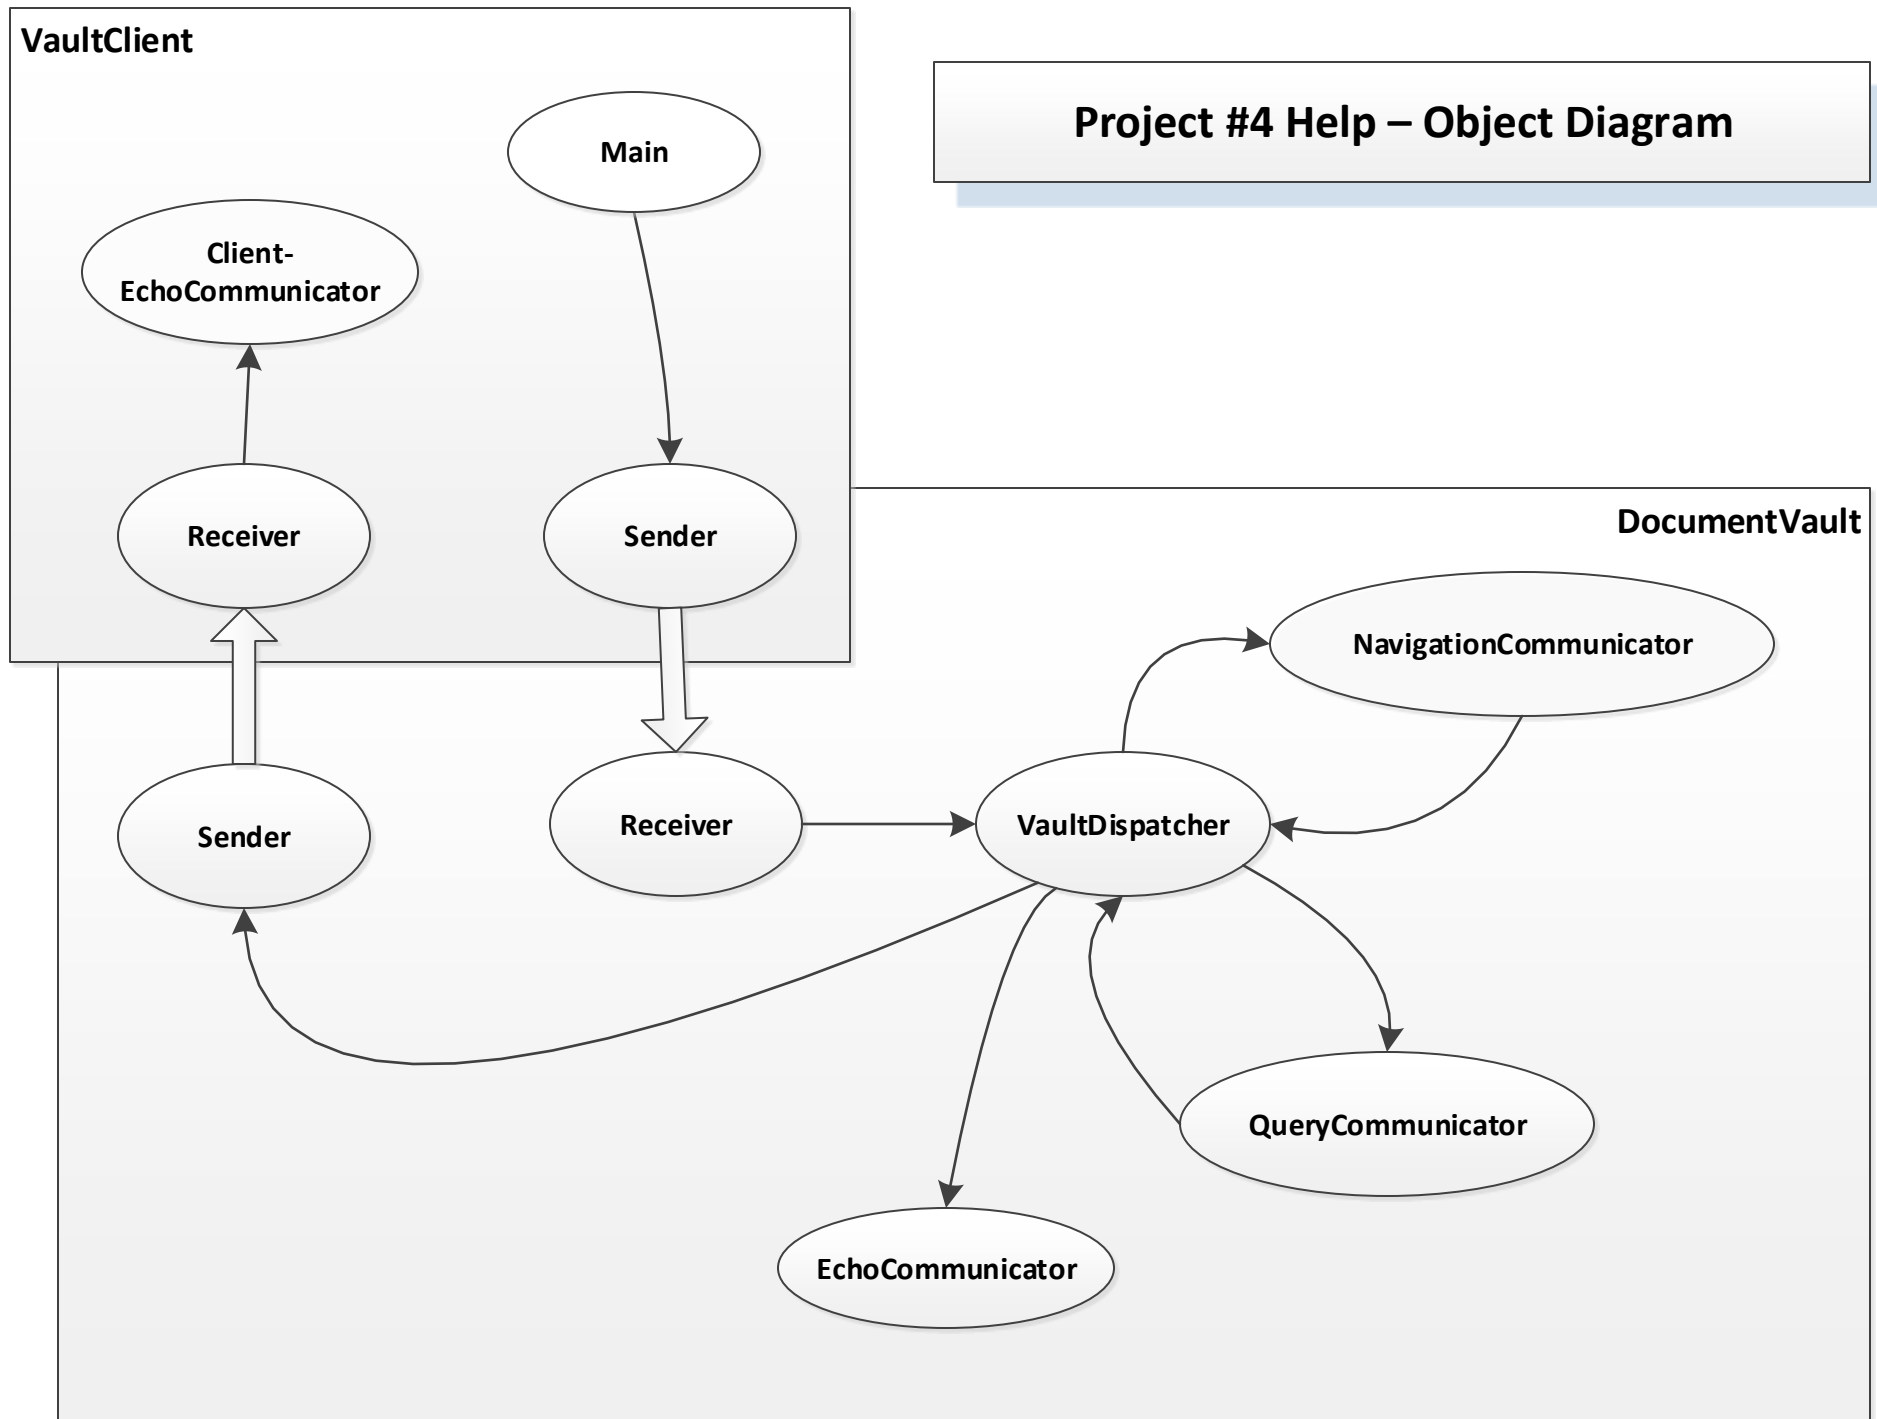 VaultClient
Project #4 Help – Object Diagram
Main
Client-
EchoCommunicator
Receiver
Sender
DocumentVault
NavigationCommunicator
Sender
Receiver
VaultDispatcher
QueryCommunicator
EchoCommunicator